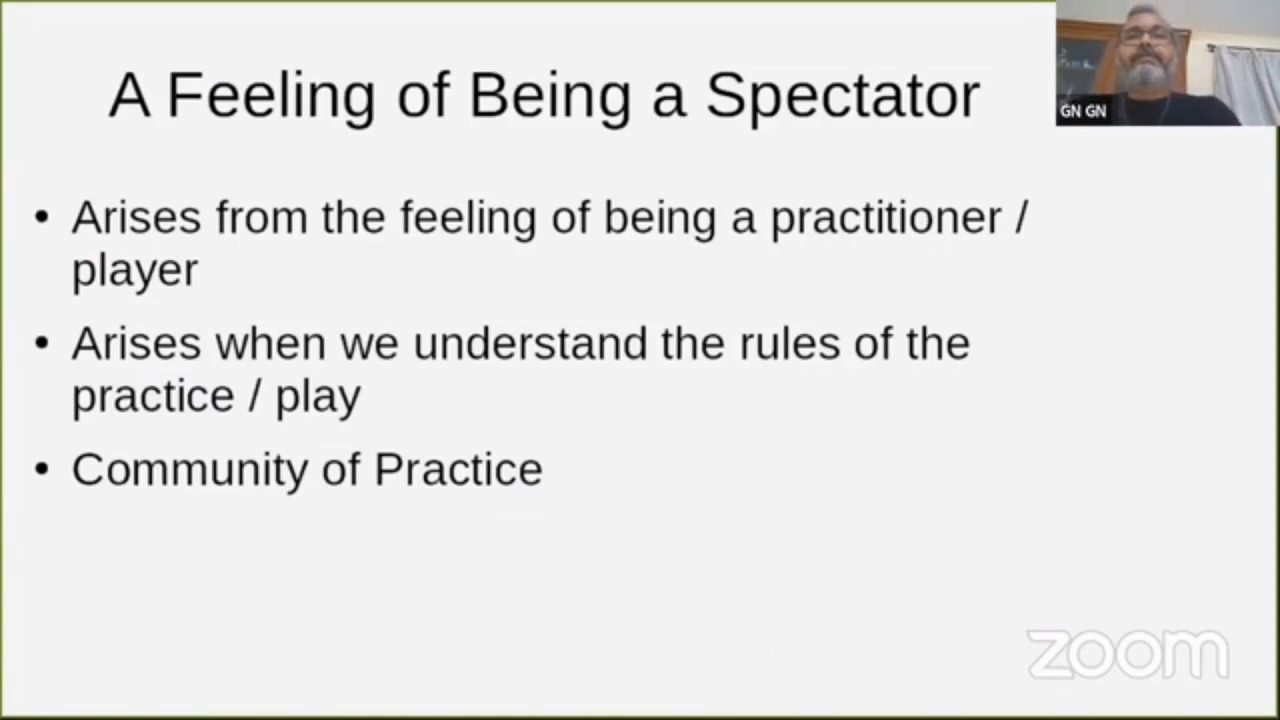 A Feeling of Being a Spectator
GN GN
• Arises from the feeling of being a practitioner /
player
• Arises when we understand the rules of the
practice / play
• Community of Practice
zoom